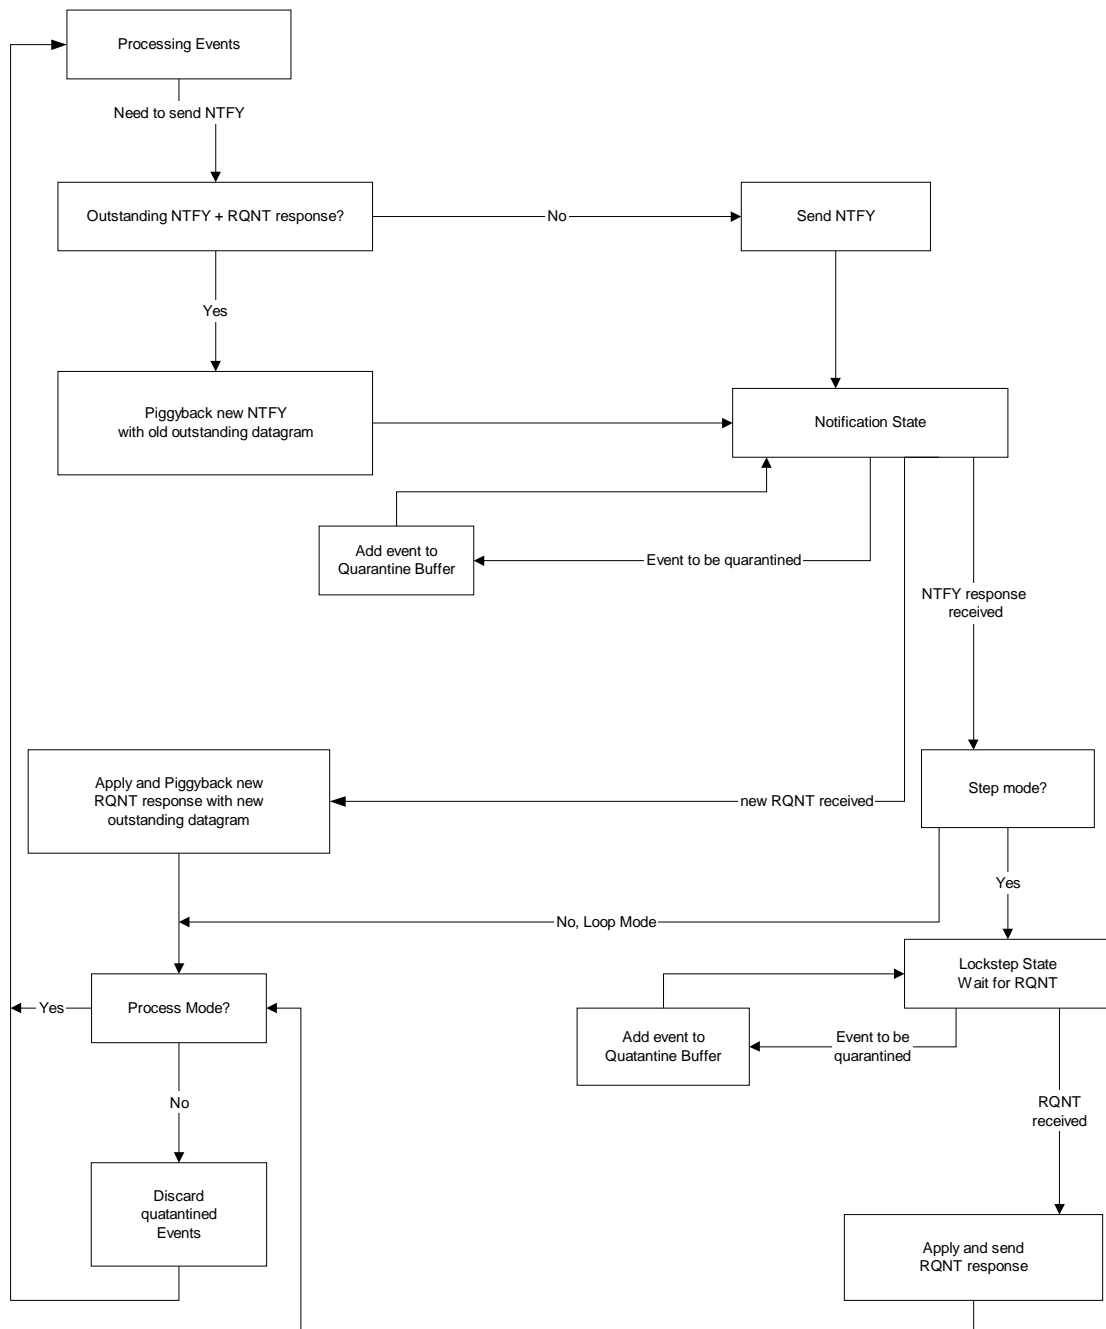 Processing Events
Need to send NTFY
Outstanding NTFY + RQNT response?
No
Send NTFY
Yes
Piggyback new NTFY
with old outstanding datagram
Notification State
Add event to
Quarantine Buffer
Event to be quarantined
NTFY response
received
Apply and Piggyback new
RQNT response with new
outstanding datagram
new RQNT received
Step mode?
Yes
No, Loop Mode
Lockstep State
Wait for RQNT
Yes
Process Mode?
Add event to
Quatantine Buffer
Event to be
quarantined
No
RQNT
received
Discard
quatantined
Events
Apply and send
RQNT response